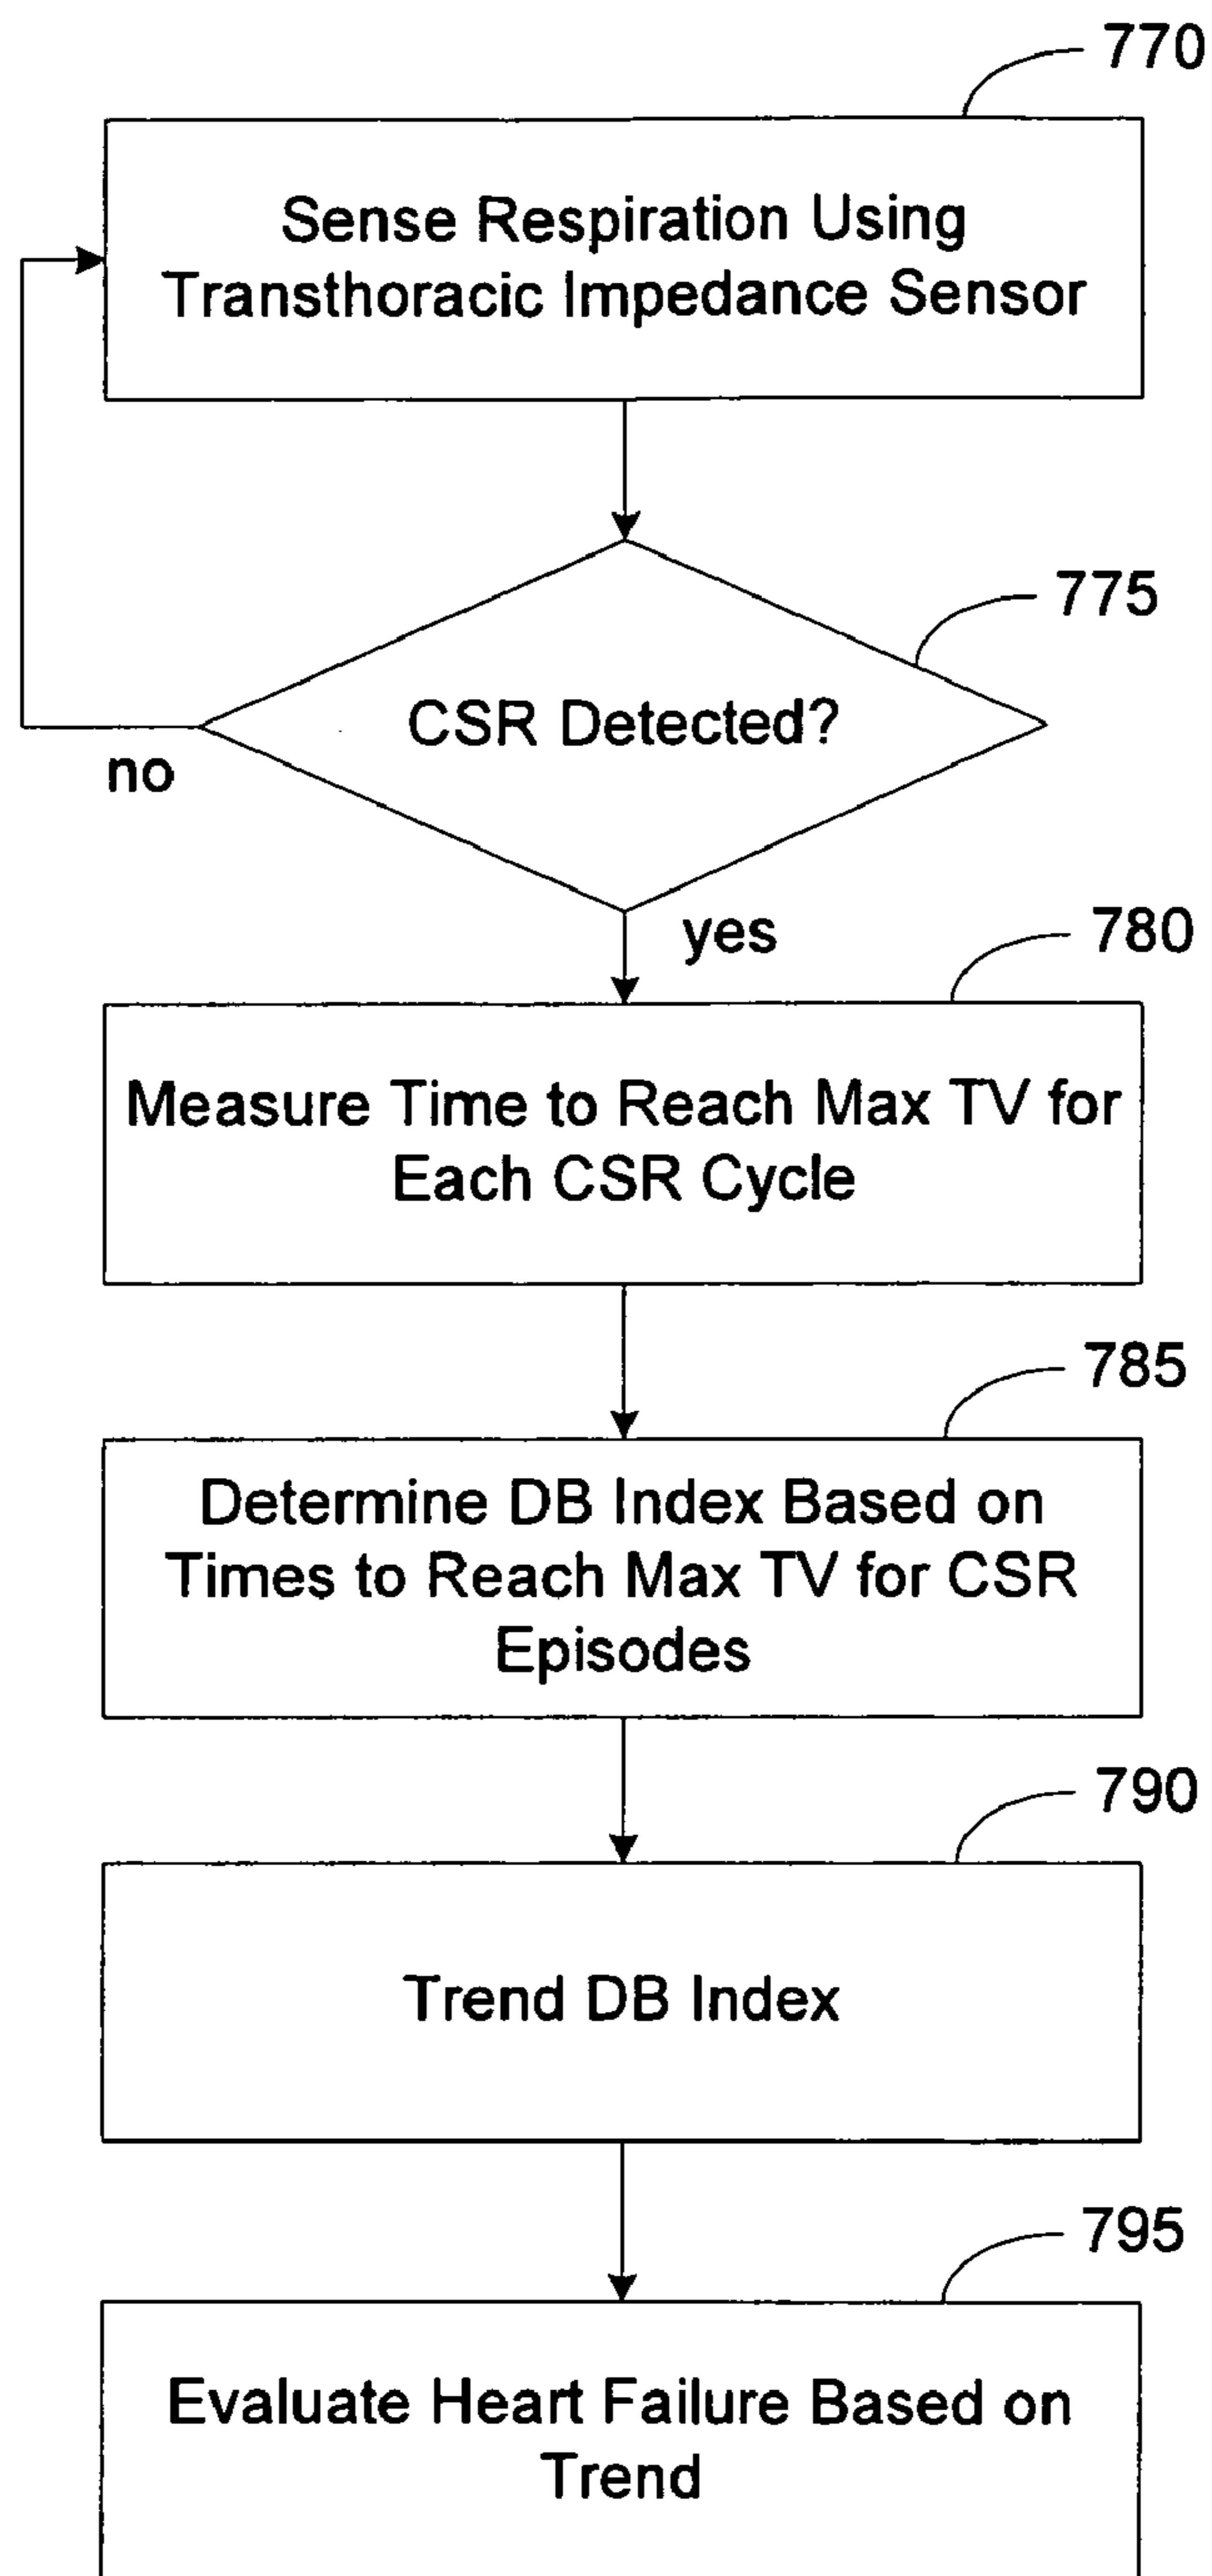 770
Sense Respiration Using
Transthoracic Impedance Sensor
775
CSR Detected?
no
yes
780
Measure Time to Reach Max TV for
Each CSR Cycle
785
Determine DB Index Based on
Times to Reach Max TV for CSR
Episodes
790
Trend DB Index
795
Evaluate Heart Failure Based on
Trend